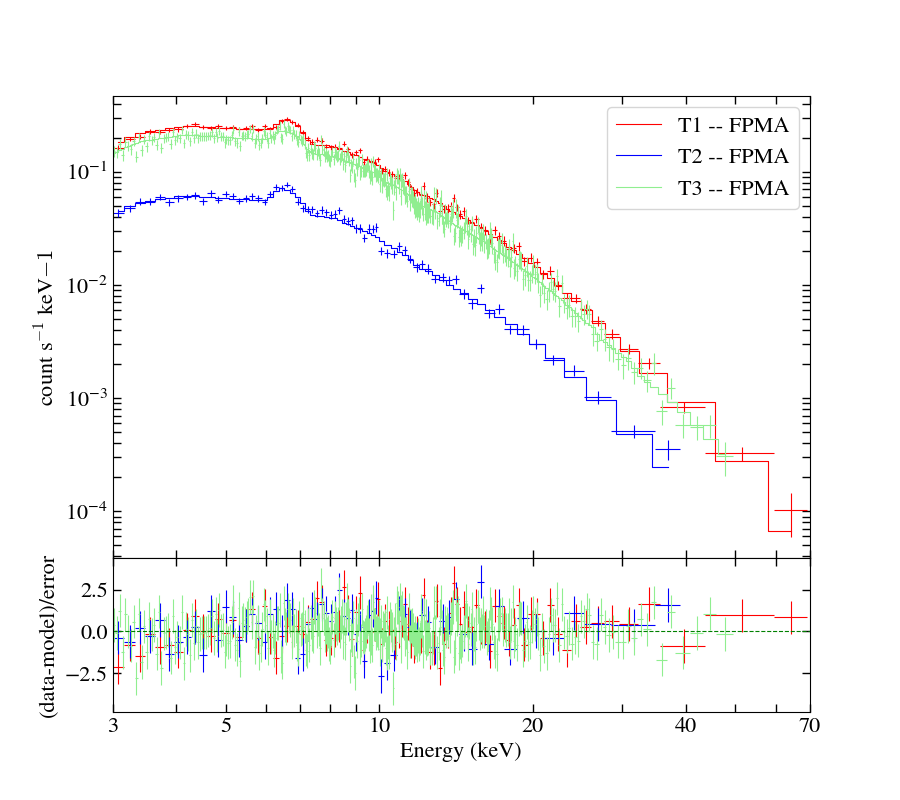 T1 -- FPMA
T2 -- FPMA
T3 -- FPMA
count s⁻¹ keV−1
10⁻¹
10⁻²
10⁻³
10⁻⁴
(data-model)/error
2.5
0.0
−2.5
3 5 10 20 40 70
Energy (keV)